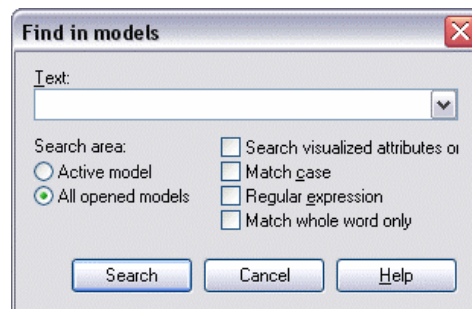 Find in models
Text:
Search area:
Active model
All opened models
Search visualized attributes
Match case
Regular expression
Match whole word only
Search
Cancel
Help